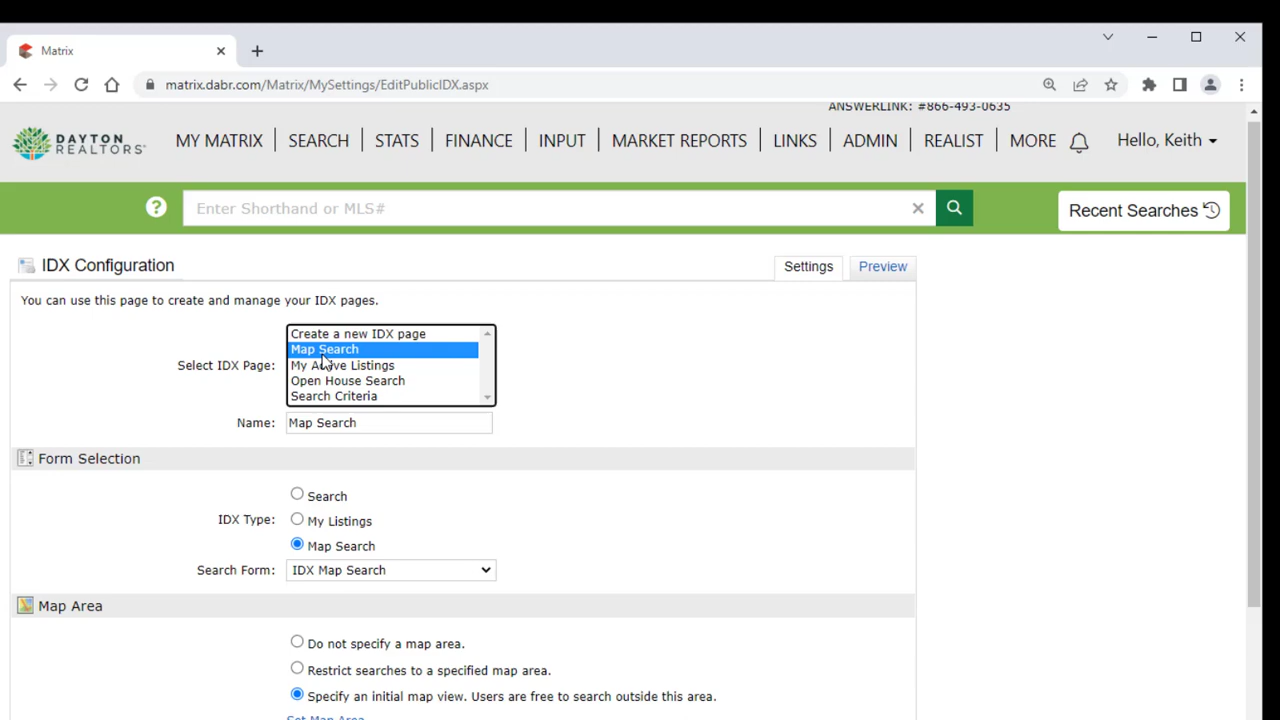 Matrix
matrix.dabr.com/Matrix/MySettings/EditPublicIDX.aspx
ANSWERLINK: #866-493-0635
DAYTON
REALTORS®
MY MATRIX SEARCH STATS FINANCE INPUT MARKET REPORTS LINKS ADMIN REALIST MORE Hello, Keith
? Enter Shorthand or MLS# Recent Searches
IDX Configuration Settings Preview
You can use this page to create and manage your IDX pages.
Create a new IDX page
Map Search
Select IDX Page: My Active Listings
Open House Search
Search Criteria
Name: Map Search
Form Selection
Search
IDX Type: My Listings
Map Search
Search Form: IDX Map Search
Map Area
Do not specify a map area.
Restrict searches to a specified map area.
Specify an initial map view. Users are free to search outside this area.
Set Map Area